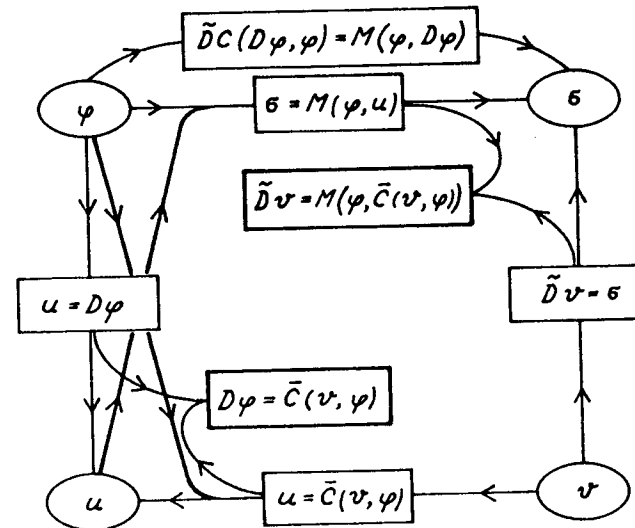 D̃C(Dφ,φ)=M(φ,Dφ)
φ
б=M(φ,u)
б
D̃v=M(φ,C̄(v,φ))
u=Dφ
D̃v=б
Dφ=C̄(v,φ)
u
u=C̄(v,φ)
v